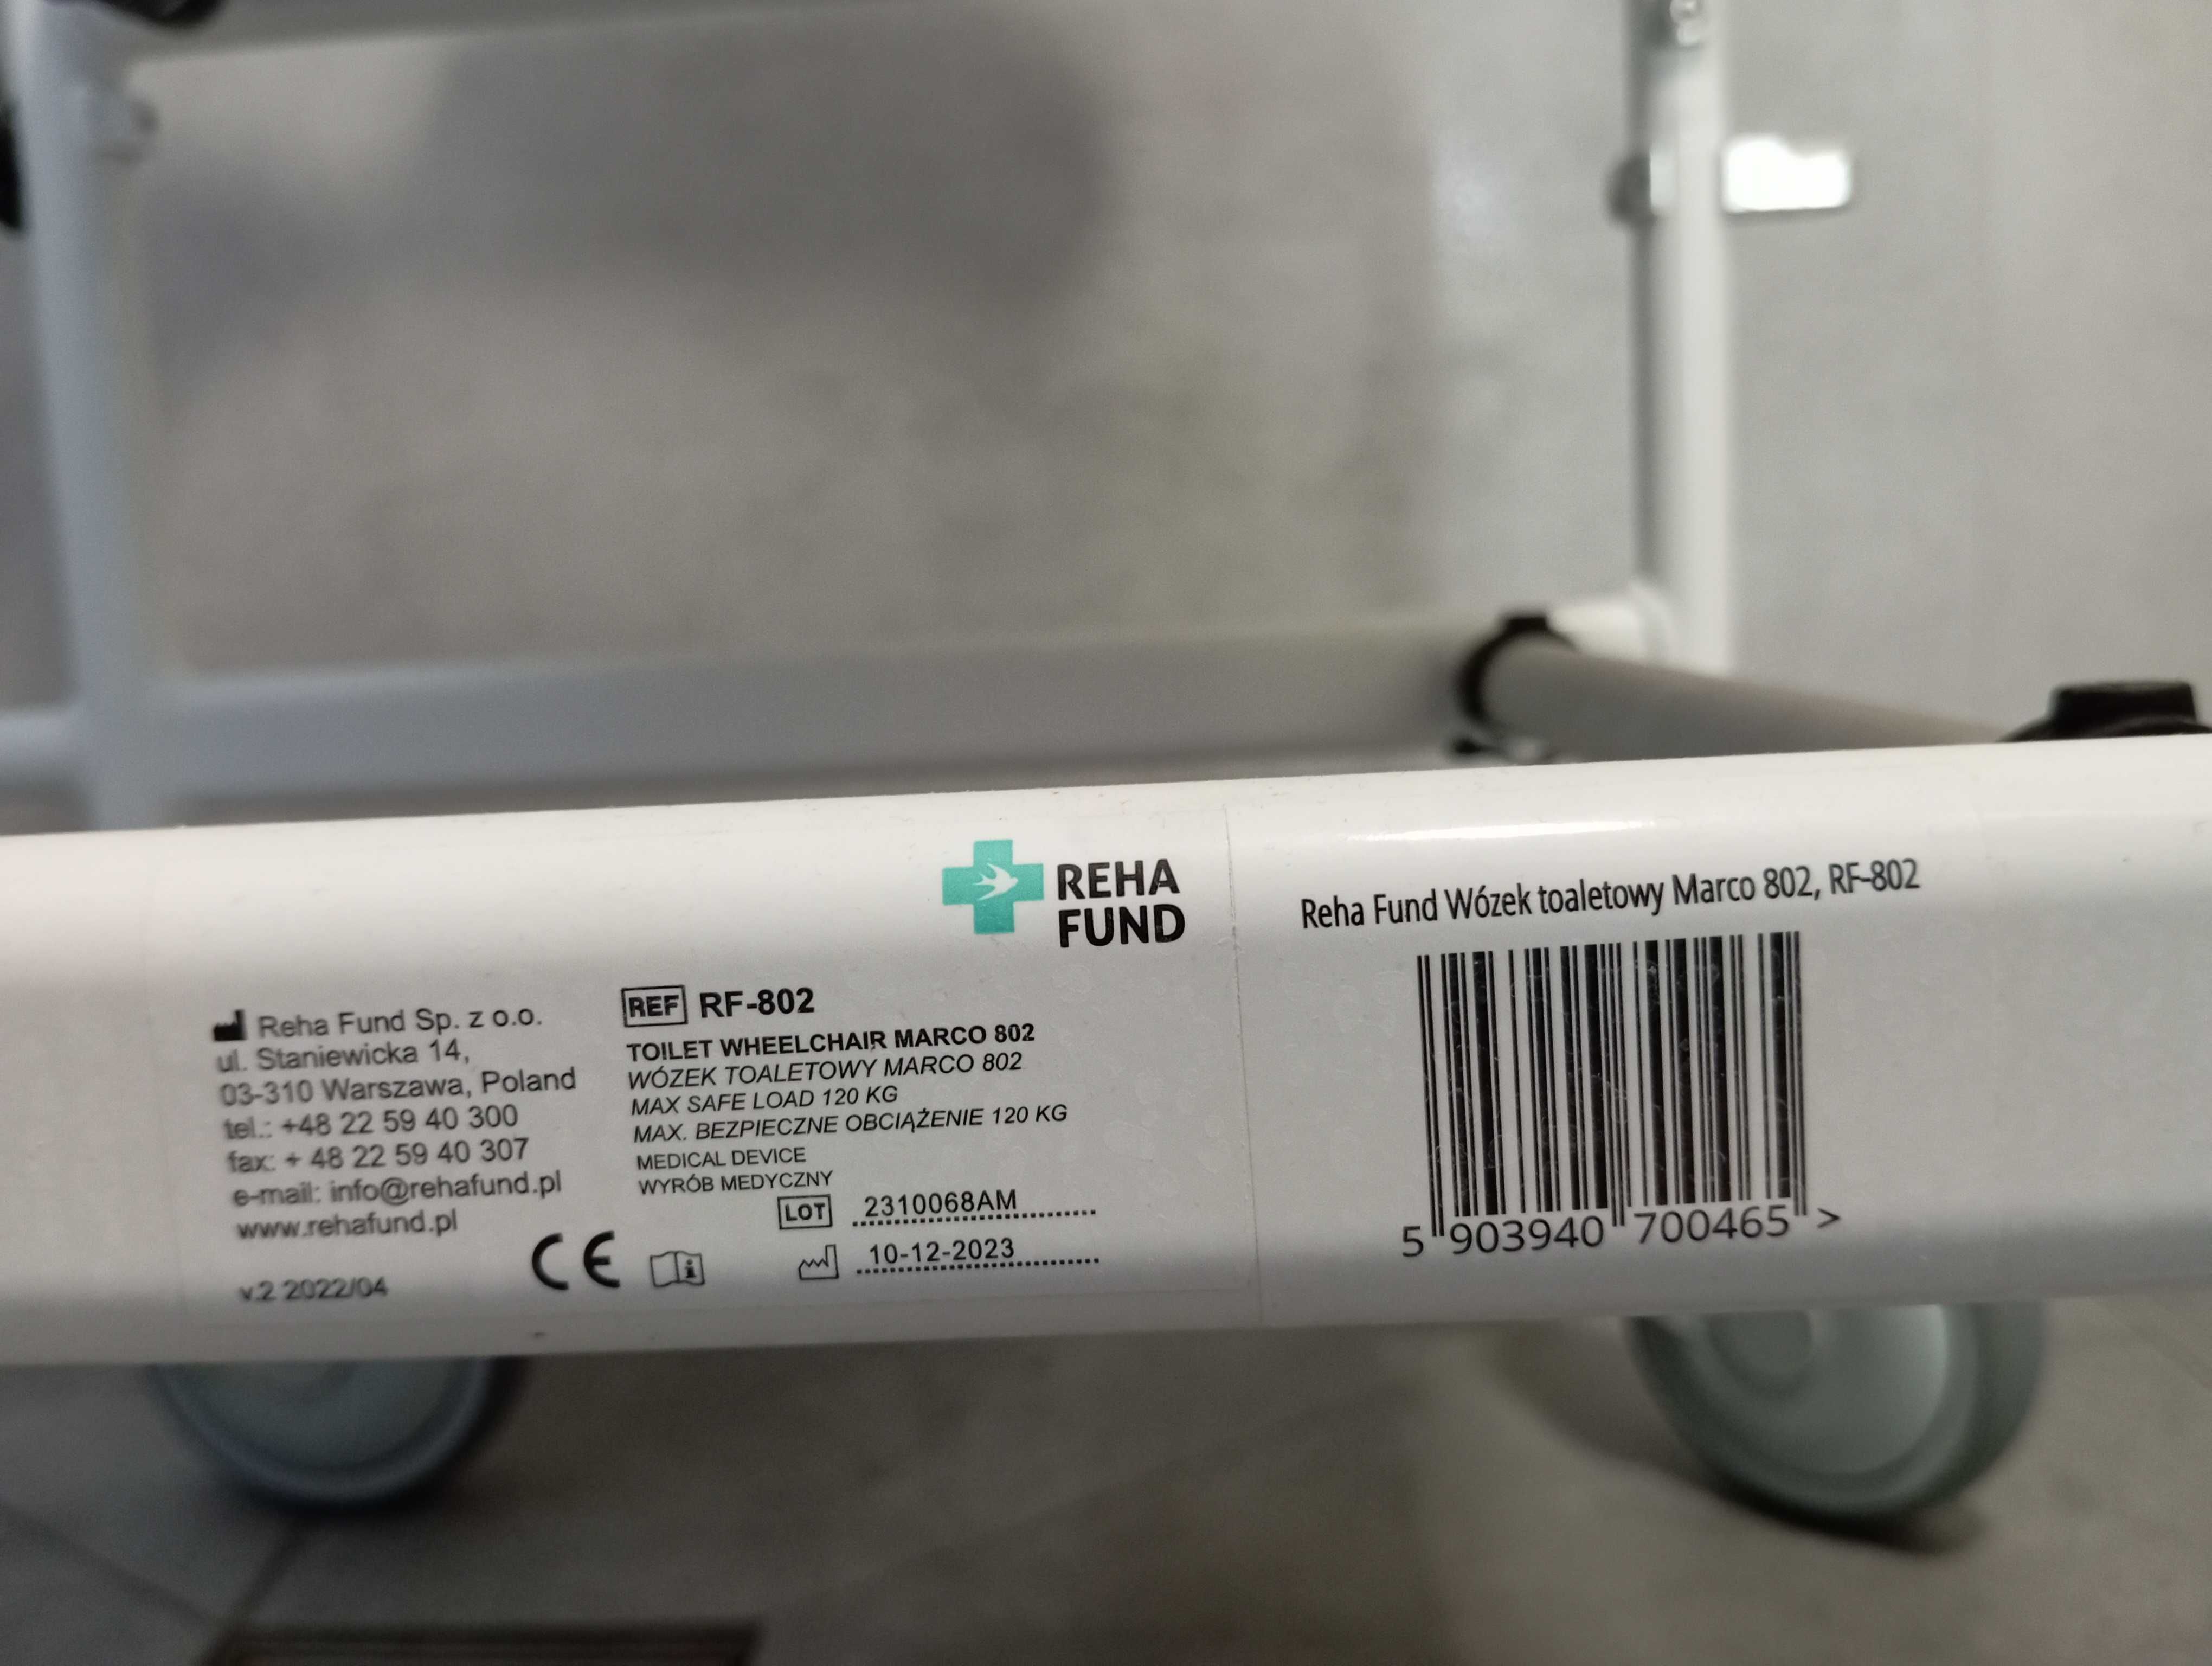 REHA
FUND
Reha Fund Sp. z o.o.
ul. Staniewicka 14,
03-310 Warszawa, Poland
tel.: +48 22 59 40 300
fax: + 48 22 59 40 307
e-mail: info@rehafund.pl
www.rehafund.pl
v.2 2022/04
CE
REF RF-802
TOILET WHEELCHAIR MARCO 802
WÓZEK TOALETOWY MARCO 802
MAX SAFE LOAD 120 KG
MAX. BEZPIECZNE OBCIĄŻENIE 120 KG
MEDICAL DEVICE
WYRÓB MEDYCZNY
LOT 2310068AM
10-12-2023
Reha Fund Wózek toaletowy Marco 802, RF-802
5 903940 700465 >